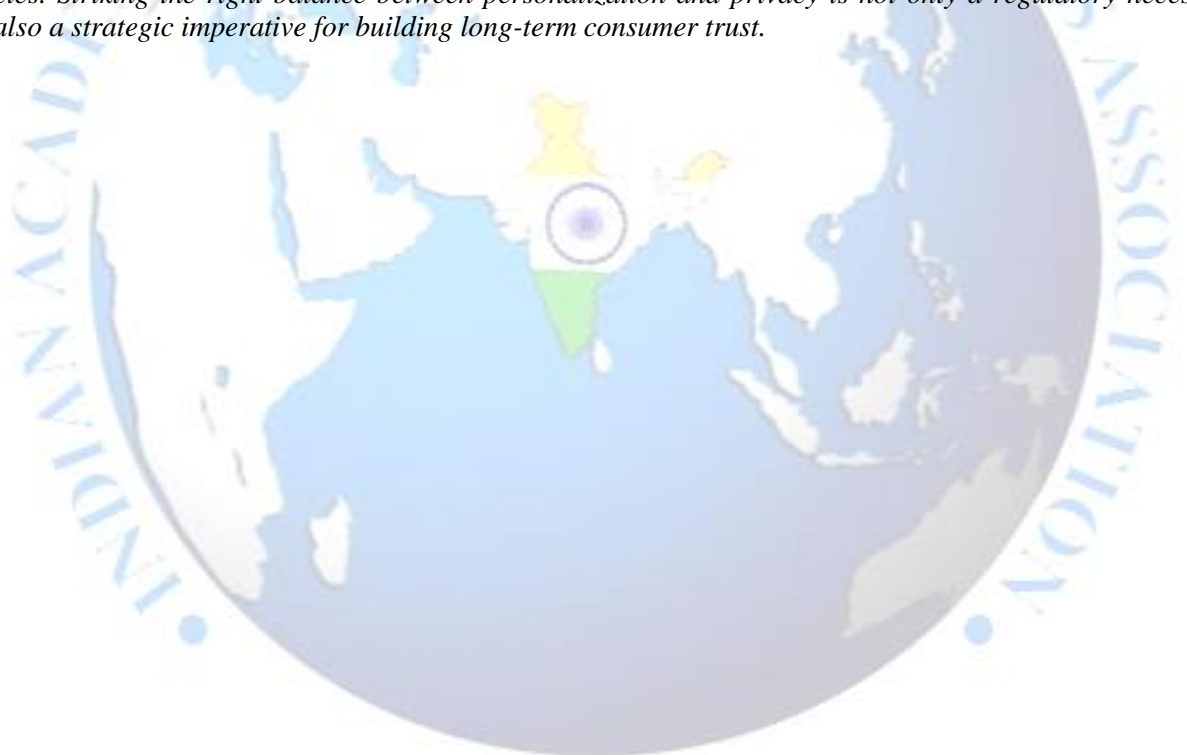 Striking the right balance between personalization and privacy is not only a regulatory neces
also a strategic imperative for building long-term consumer trust.
INDIAN ACAD
S ASSOCIATION